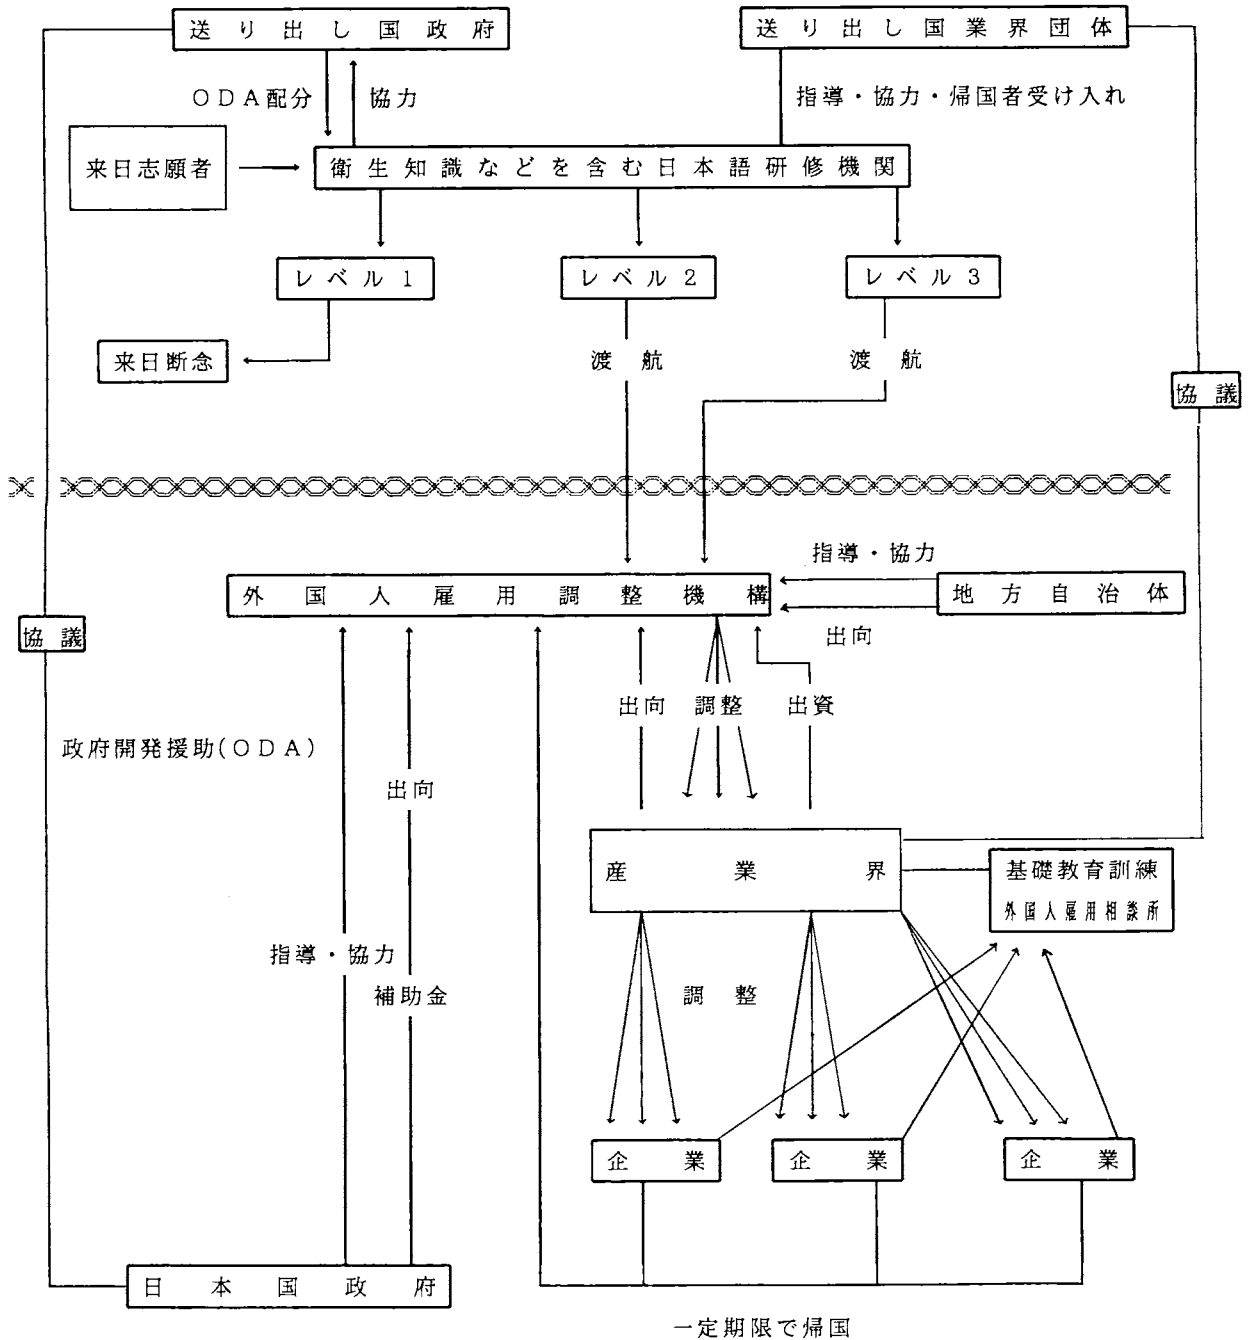 送り出し国政府
送り出し国業界団体
ODA配分
協力
指導・協力・帰国者受け入れ
来日志願者
衛生知識などを含む日本語研修機関
レベル1
レベル2
レベル3
来日断念
渡航
渡航
協議
指導・協力
外国人雇用調整機構
地方自治体
出向
協議
出向
調整
出資
政府開発援助(ODA)
出向
産業界
基礎教育訓練
外国人雇用相談所
指導・協力
補助金
調整
企業
企業
企業
日本国政府
一定期限で帰国